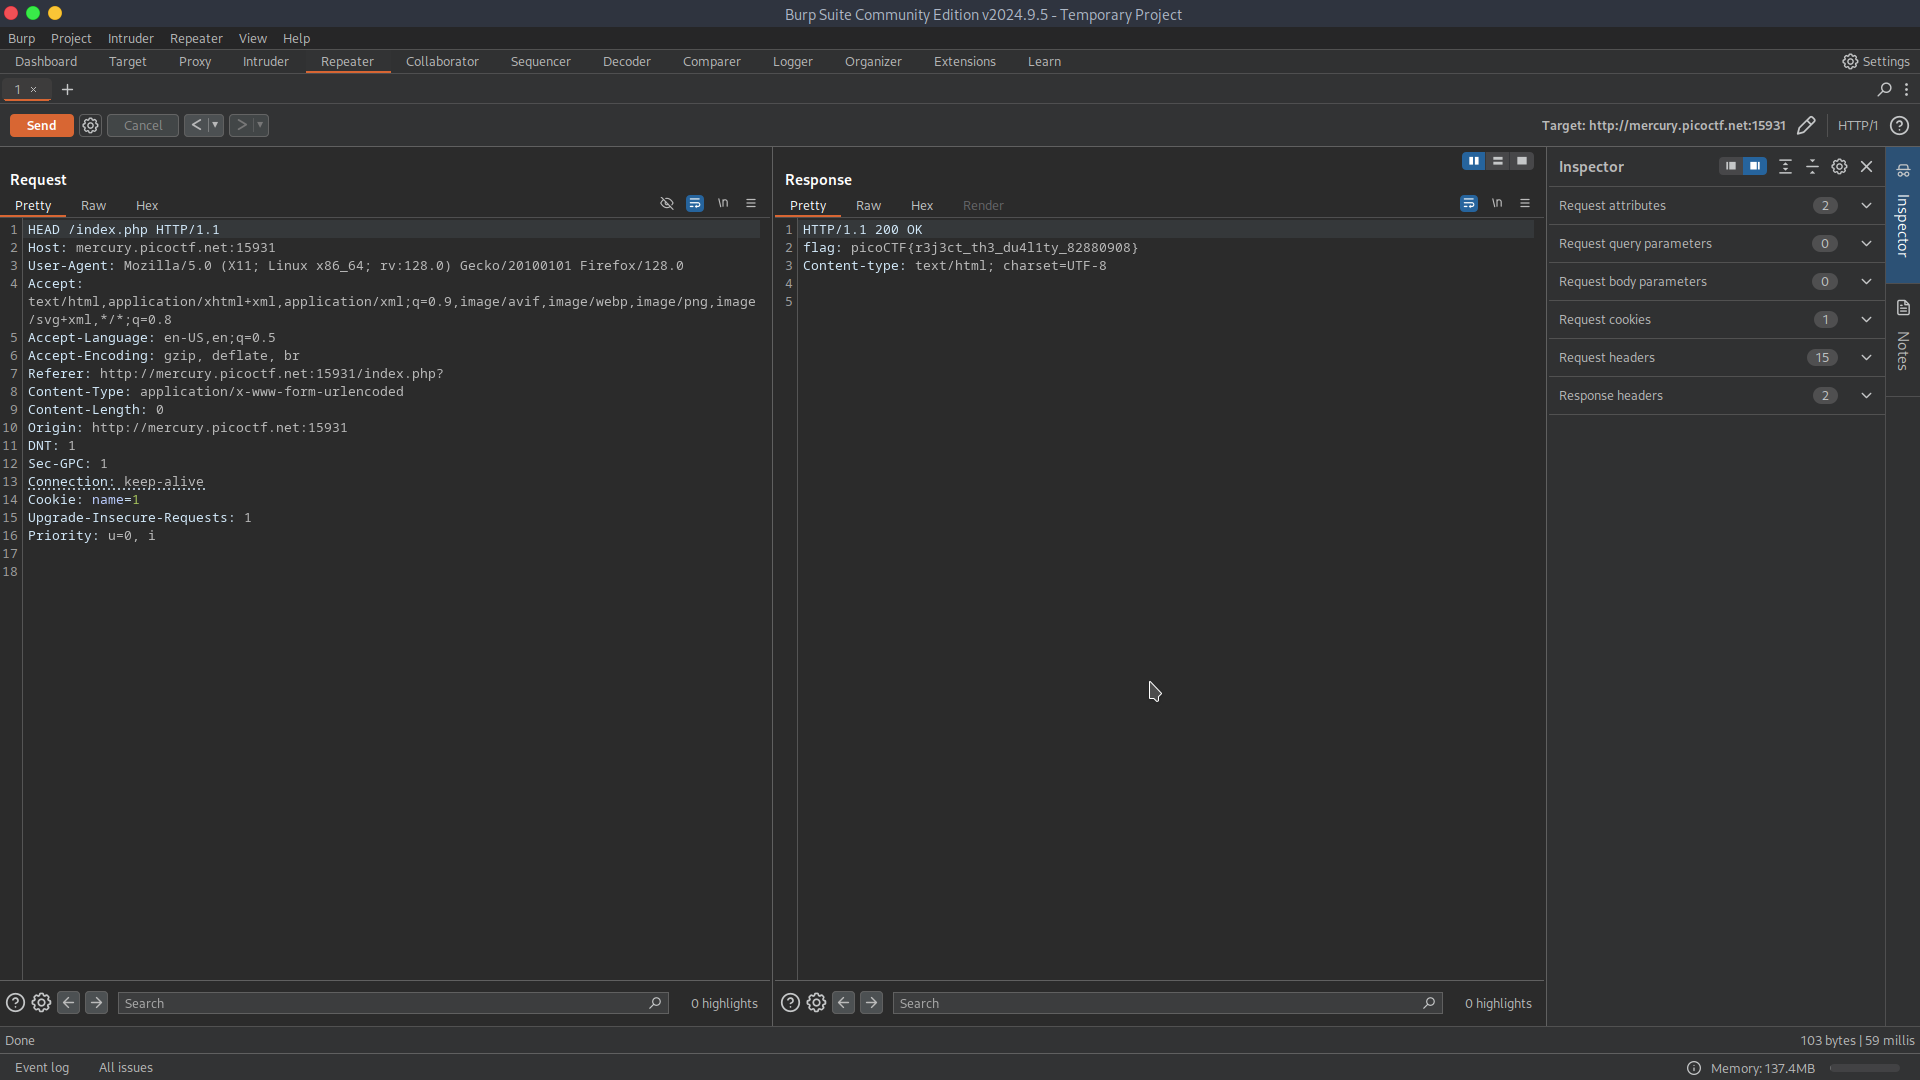 Burp Suite Community Edition v2024.9.5 - Temporary Project
Burp Project Intruder Repeater View Help
Dashboard Target Proxy Intruder Repeater Collaborator Sequencer Decoder Comparer Logger Organizer Extensions Learn Settings
1 × +
Send Cancel < > Target: http://mercury.picoctf.net:15931 HTTP/1
Request
Pretty Raw Hex \n
1 HEAD /index.php HTTP/1.1
2 Host: mercury.picoctf.net:15931
3 User-Agent: Mozilla/5.0 (X11; Linux x86_64; rv:128.0) Gecko/20100101 Firefox/128.0
4 Accept:
text/html,application/xhtml+xml,application/xml;q=0.9,image/avif,image/webp,image/png,image
/svg+xml,*/*;q=0.8
5 Accept-Language: en-US,en;q=0.5
6 Accept-Encoding: gzip, deflate, br
7 Referer: http://mercury.picoctf.net:15931/index.php?
8 Content-Type: application/x-www-form-urlencoded
9 Content-Length: 0
10 Origin: http://mercury.picoctf.net:15931
11 DNT: 1
12 Sec-GPC: 1
13 Connection: keep-alive
14 Cookie: name=1
15 Upgrade-Insecure-Requests: 1
16 Priority: u=0, i
17
18
Search 0 highlights
Response
Pretty Raw Hex Render \n
1 HTTP/1.1 200 OK
2 flag: picoCTF{r3j3ct_th3_du4l1ty_82880908}
3 Content-type: text/html; charset=UTF-8
4
5
Search 0 highlights
Inspector
Request attributes 2
Request query parameters 0
Request body parameters 0
Request cookies 1
Request headers 15
Response headers 2
Inspector
Notes
Done 103 bytes | 59 millis
Event log All issues Memory: 137.4MB